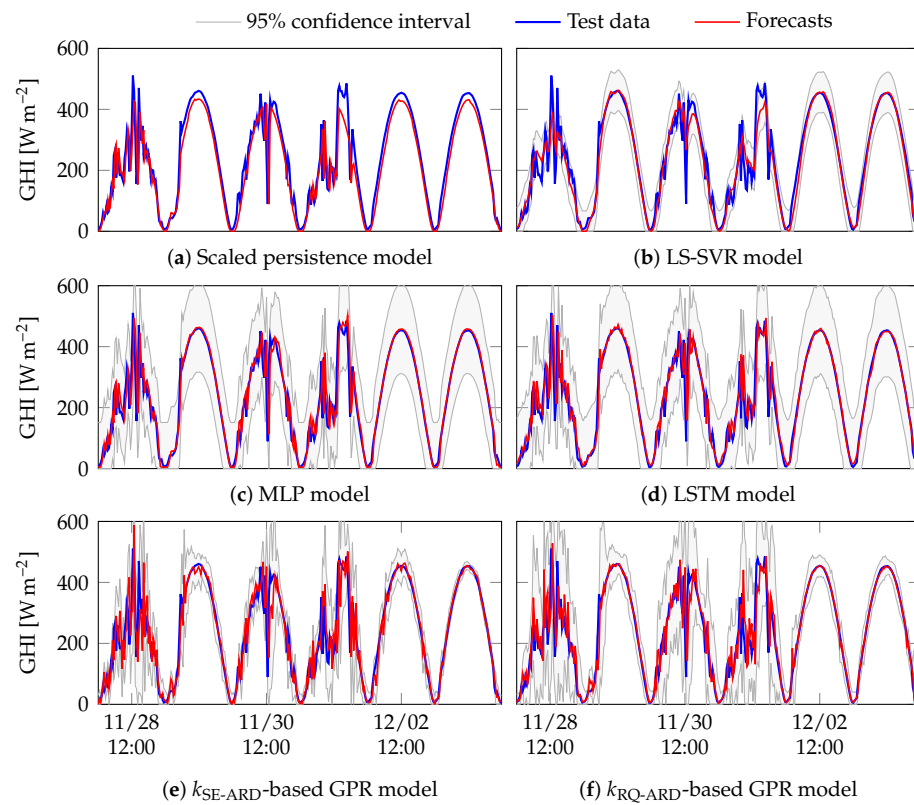 95% confidence interval Test data Forecasts
600
400
200
0
GHI [W m−2]
(a) Scaled persistence model
(b) LS-SVR model
600
400
200
0
GHI [W m−2]
(c) MLP model
(d) LSTM model
600
400
200
0
GHI [W m−2]
11/28 11/30 12/02 11/28 11/30 12/02
12:00 12:00 12:00 12:00 12:00 12:00
(e) kSE-ARD-based GPR model
(f) kRQ-ARD-based GPR model